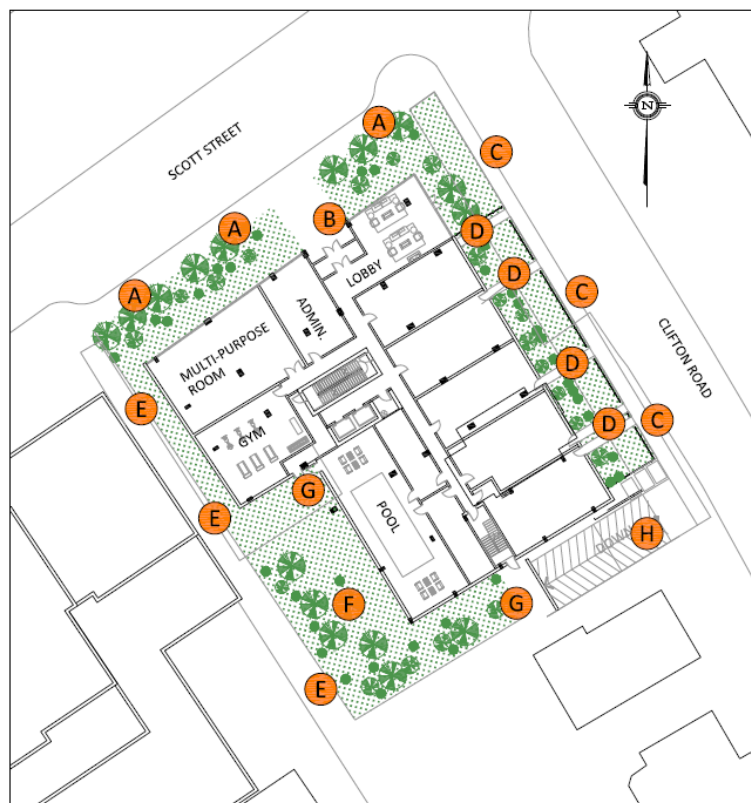 A
SCOTT STREET
C
B
A
D
LOBBY
D
A
ADMIN.
C
MULTI-PURPOSE
ROOM
CLIFTON ROAD
D
E
GYM
D
C
G
POOL
E
DOWN
H
F
G
E
N